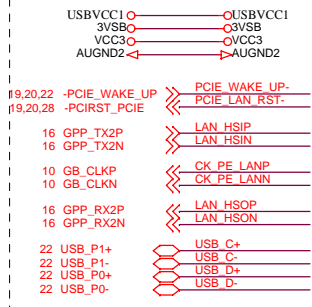 USBVCC1 USBVCC1
3VSB 3VSB
VCC3 VCC3
AUGND2 AUGND2
19,20,22 -PCIE_WAKE_UP PCIE_WAKE_UP-
19,20,28 -PCIRST_PCIE PCIE_LAN_RST-
16 GPP_TX2P LAN_HSIP
16 GPP_TX2N LAN_HSIN
10 GB_CLKP CK_PE_LANP
10 GB_CLKN CK_PE_LANN
16 GPP_RX2P LAN_HSOP
16 GPP_RX2N LAN_HSON
22 USB_P1+ USB_C+
22 USB_P1- USB_C-
22 USB_P0+ USB_D+
22 USB_P0- USB_D-